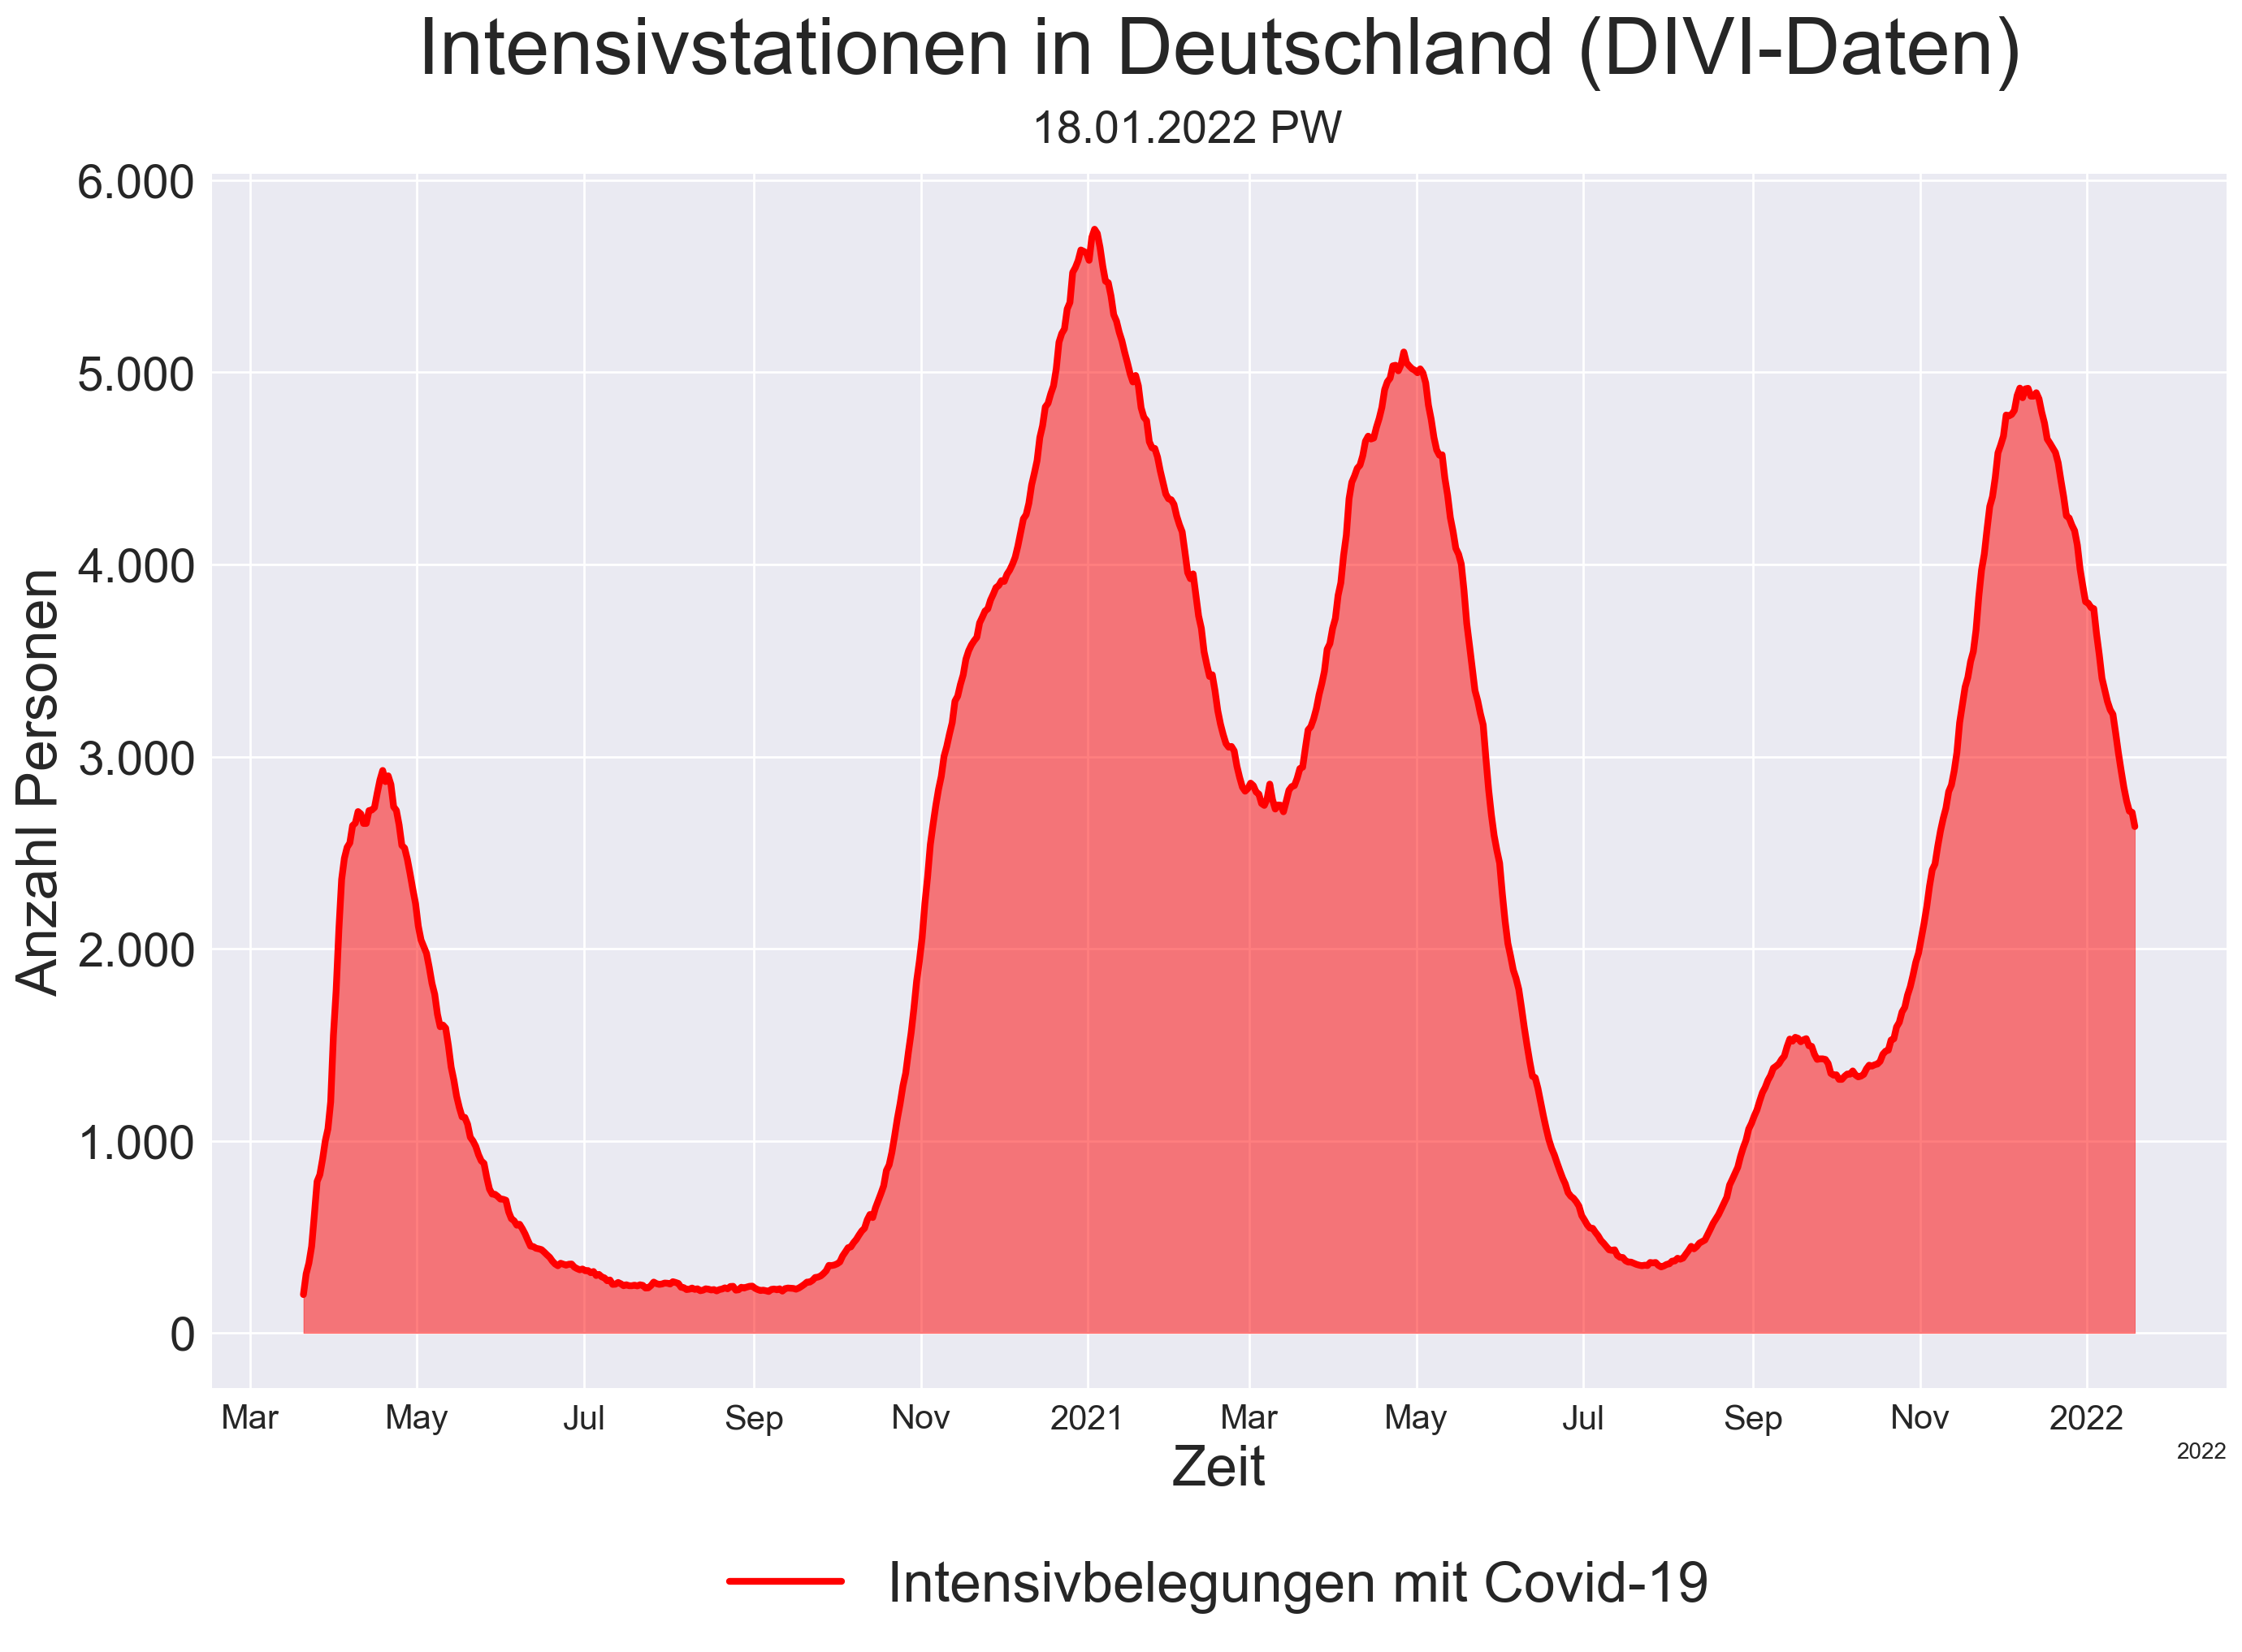 Intensivstationen in Deutschland (DIVI-Daten)
18.01.2022 PW
6.000
5.000
4.000
3.000
2.000
1.000
0
Anzahl Personen
Mar May Jul Sep Nov 2021 Mar May Jul Sep Nov 2022
2022
Zeit
Intensivbelegungen mit Covid-19